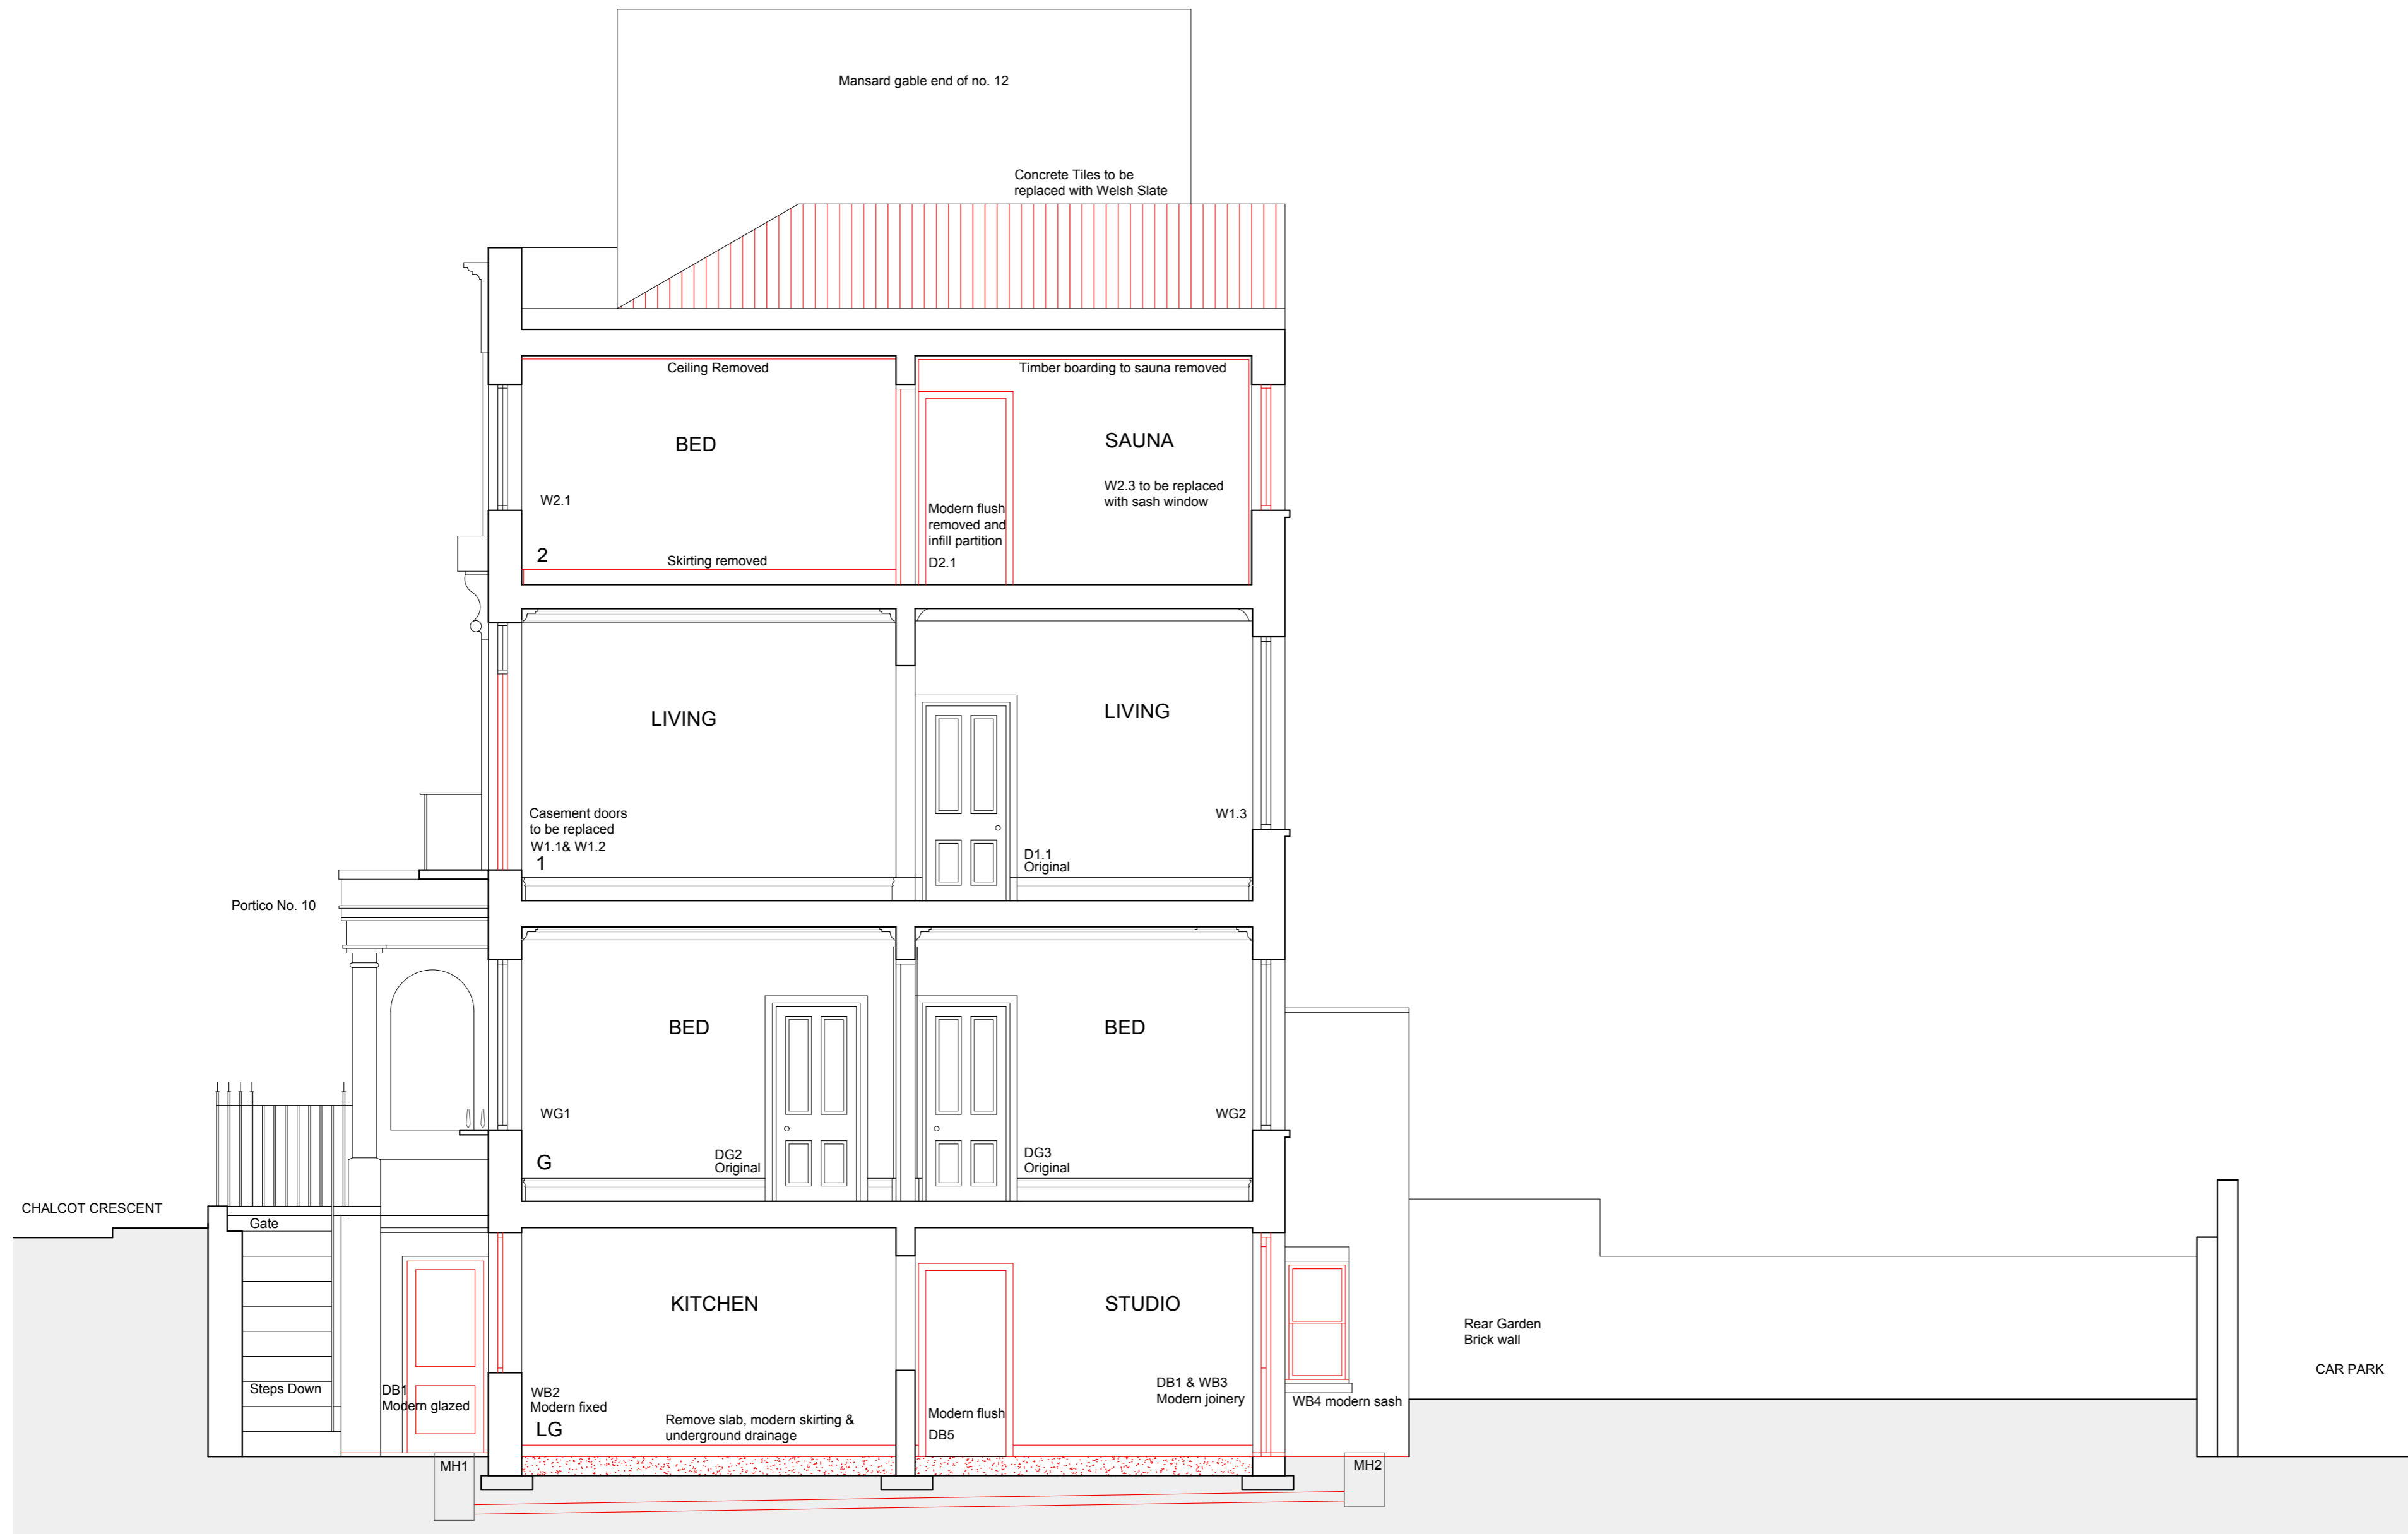 Mansard gable end of no. 12
Concrete Tiles to be
replaced with Welsh Slate
Ceiling Removed
Timber boarding to sauna removed
BED
SAUNA
W2.1
W2.3 to be replaced
with sash window
Modern flush
removed and
infill partition
D2.1
2
Skirting removed
LIVING
LIVING
Casement doors
to be replaced
W1.1& W1.2
1
W1.3
D1.1
Original
Portico No. 10
BED
BED
WG1
WG2
DG2
Original
DG3
Original
G
CHALCOT CRESCENT
Gate
KITCHEN
STUDIO
Rear Garden
Brick wall
CAR PARK
Steps Down
DB1
Modern glazed
WB2
Modern fixed
LG
Remove slab, modern skirting &
underground drainage
Modern flush
DB5
DB1 & WB3
Modern joinery
WB4 modern sash
MH1
MH2